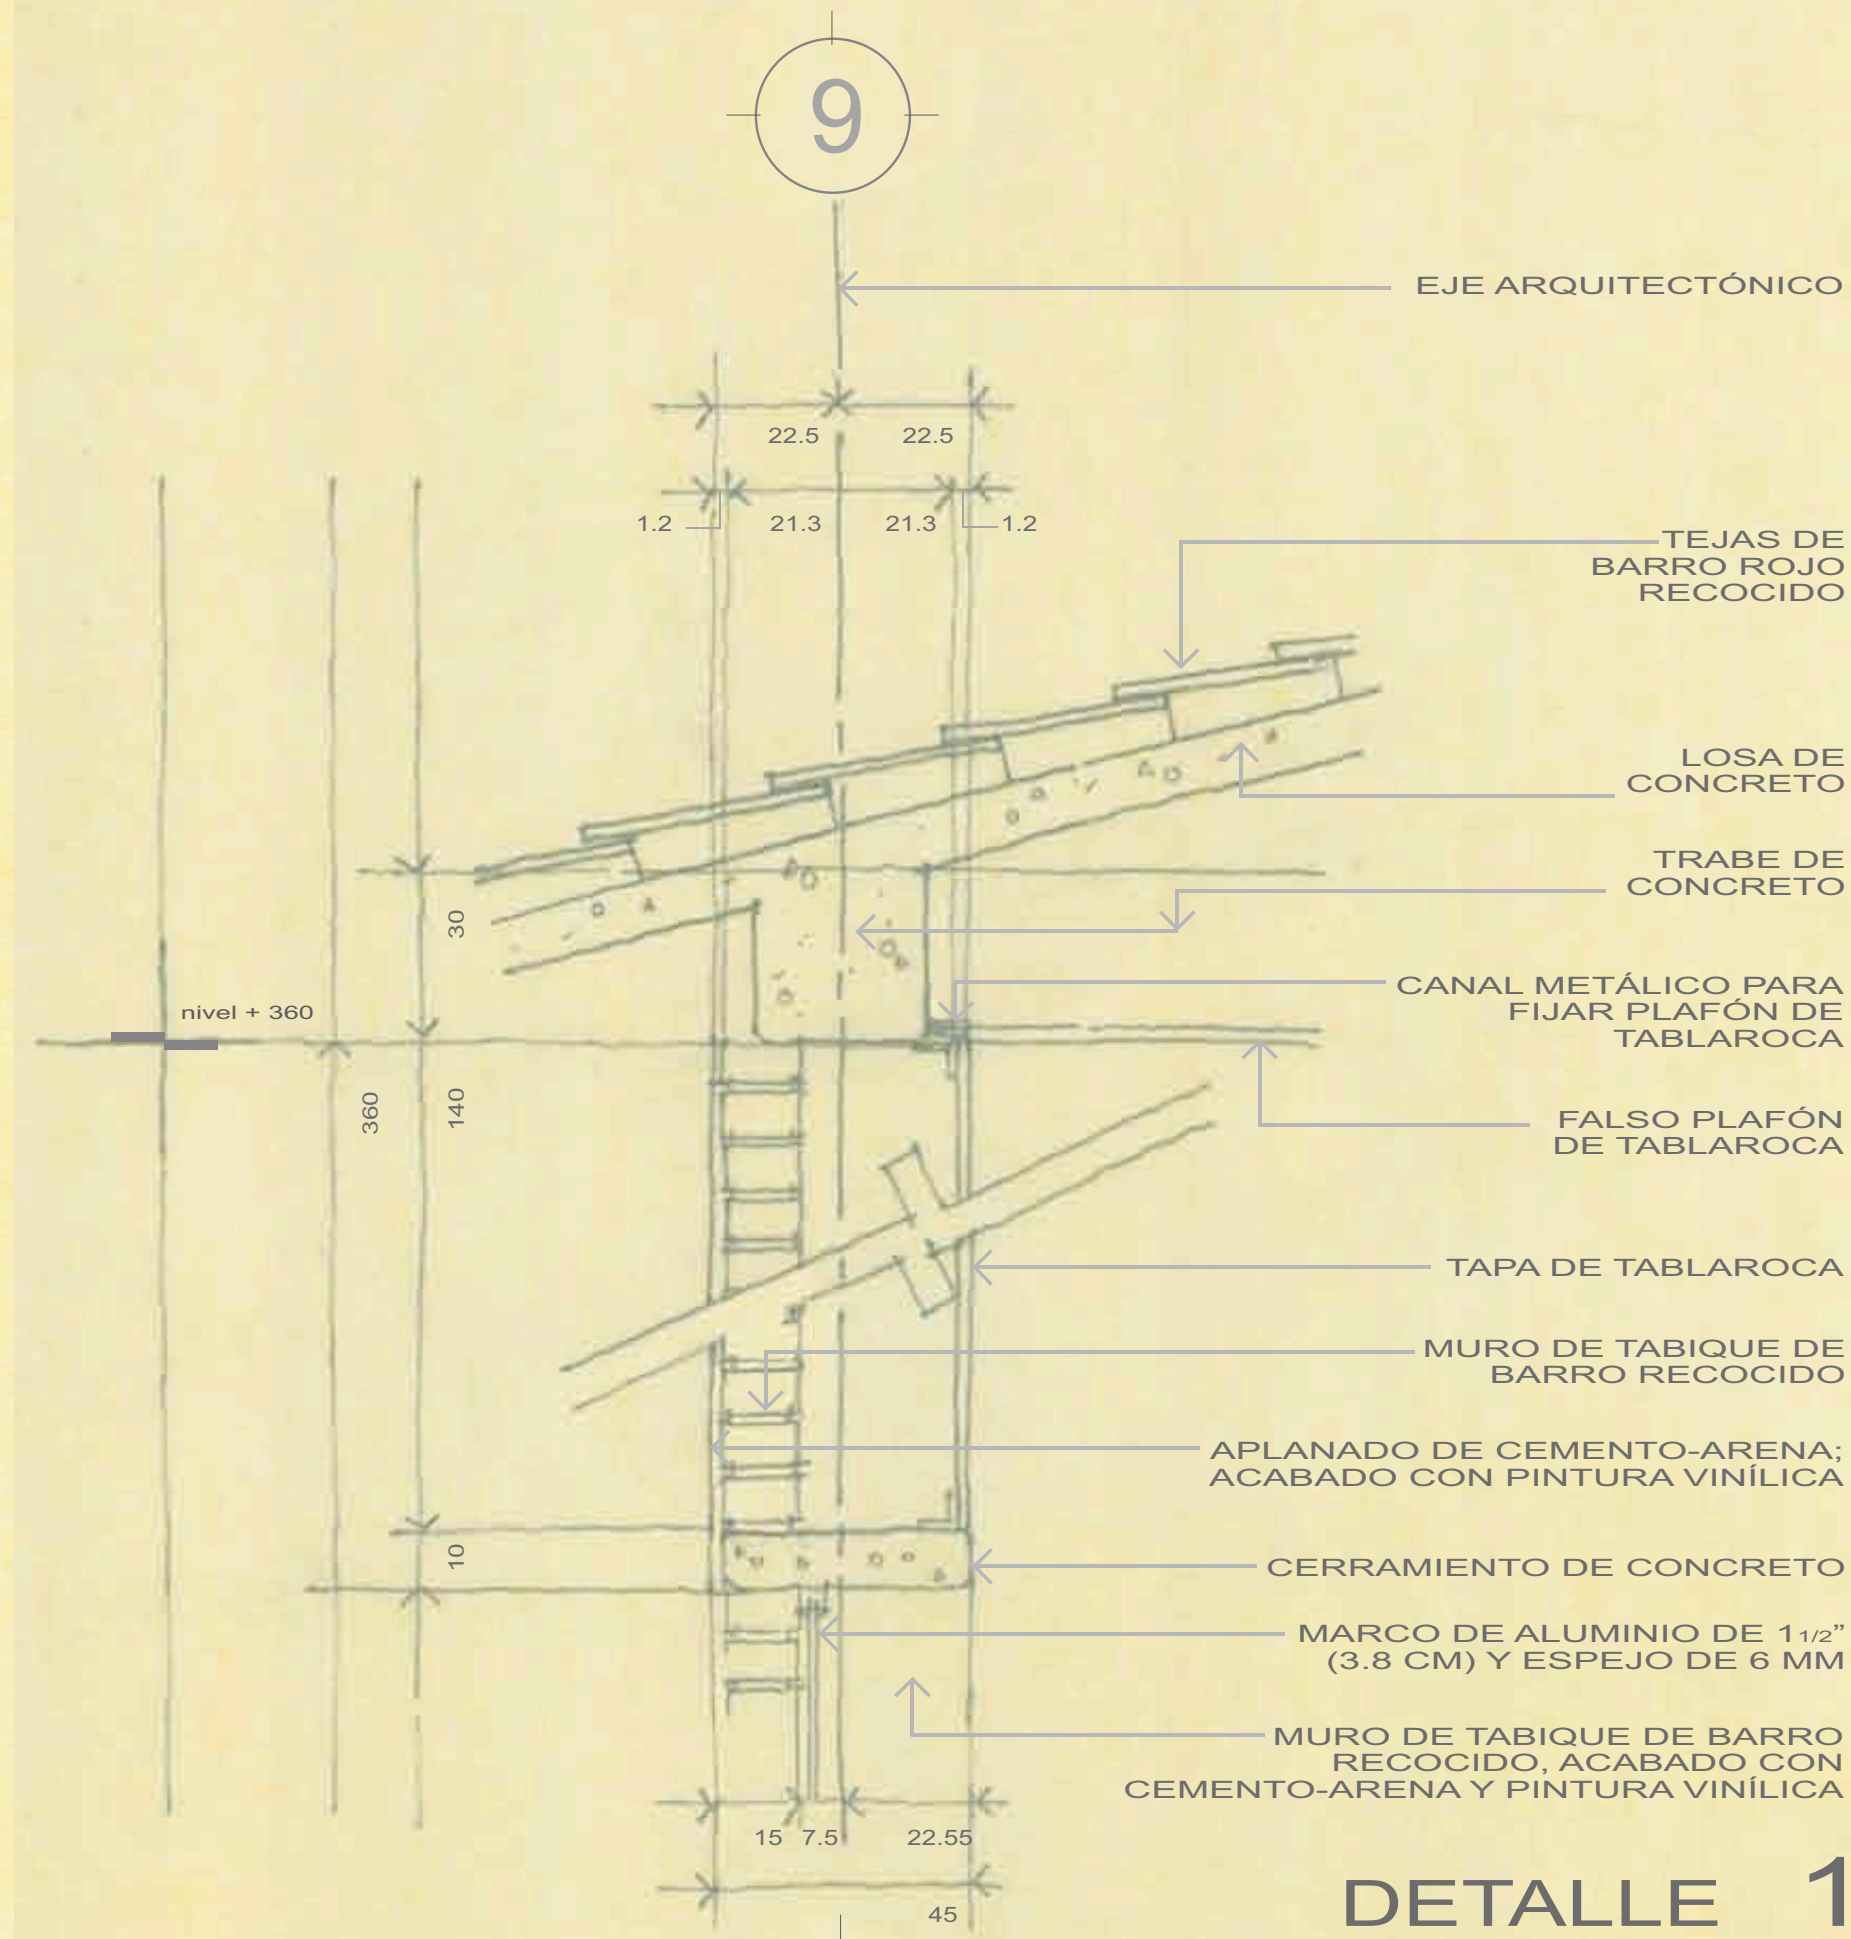 9
EJE ARQUITECTÓNICO
22.5 22.5
1.2 21.3 21.3 1.2
TEJAS DE
BARRO ROJO
RECOCIDO
LOSA DE
CONCRETO
TRABE DE
CONCRETO
30
CANAL METÁLICO PARA
FIJAR PLAFÓN DE
TABLAROCA
nivel + 360
360
140
FALSO PLAFÓN
DE TABLAROCA
TAPA DE TABLAROCA
MURO DE TABIQUE DE
BARRO RECOCIDO
APLANADO DE CEMENTO-ARENA;
ACABADO CON PINTURA VINÍLICA
10
CERRAMIENTO DE CONCRETO
MARCO DE ALUMINIO DE 1 1/2”
(3.8 CM) Y ESPEJO DE 6 MM
MURO DE TABIQUE DE BARRO
RECOCIDO, ACABADO CON
CEMENTO-ARENA Y PINTURA VINÍLICA
15 7.5 22.55
45
DETALLE 1